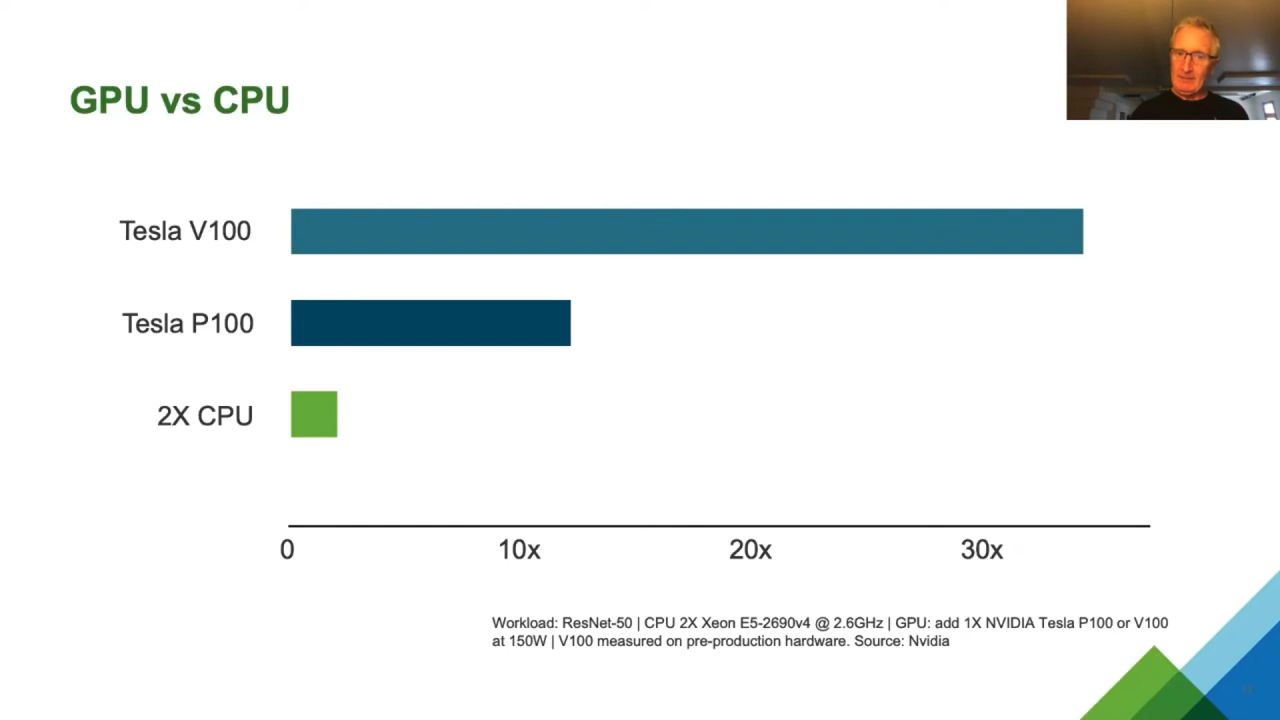 GPU vs CPU
Tesla V100
Tesla P100
2X CPU
0 10x 20x 30x
Workload: ResNet-50 | CPU 2X Xeon E5-2690v4 @ 2.6GHz | GPU: add 1X NVIDIA Tesla P100 or V100
at 150W | V100 measured on pre-production hardware. Source: Nvidia